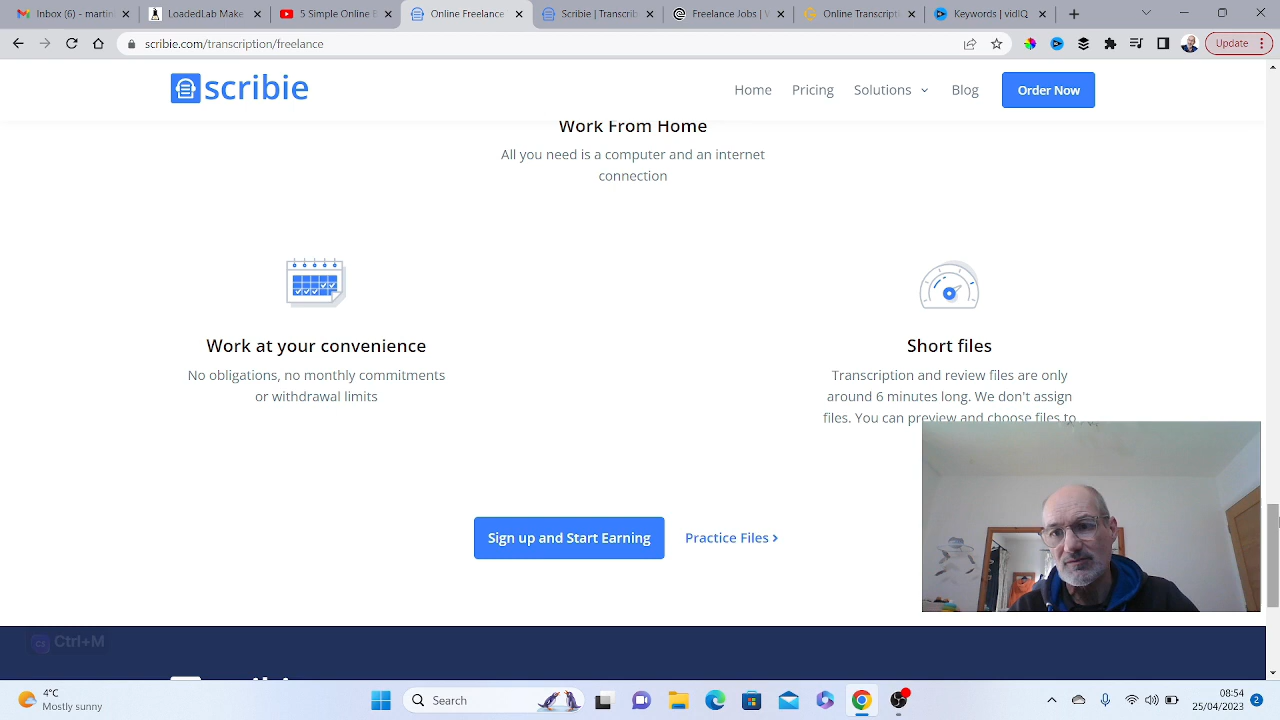 Inbox (6) - martin
LoadedLab Make
5 Simple Online B
Online Freelance
Scribie | Transcrib
Freelance Jobs | V
Online Transcripti
Keywords | vidIQ
scribie.com/transcription/freelance
Update
scribie
Home
Pricing
Solutions
Blog
Order Now
Work From Home
All you need is a computer and an internet
connection
Work at your convenience
No obligations, no monthly commitments
or withdrawal limits
Short files
Transcription and review files are only
around 6 minutes long. We don't assign
files. You can preview and choose files to
Sign up and Start Earning
Practice Files >
Ctrl+M
4°C
Mostly sunny
Search
08:54
25/04/2023
2